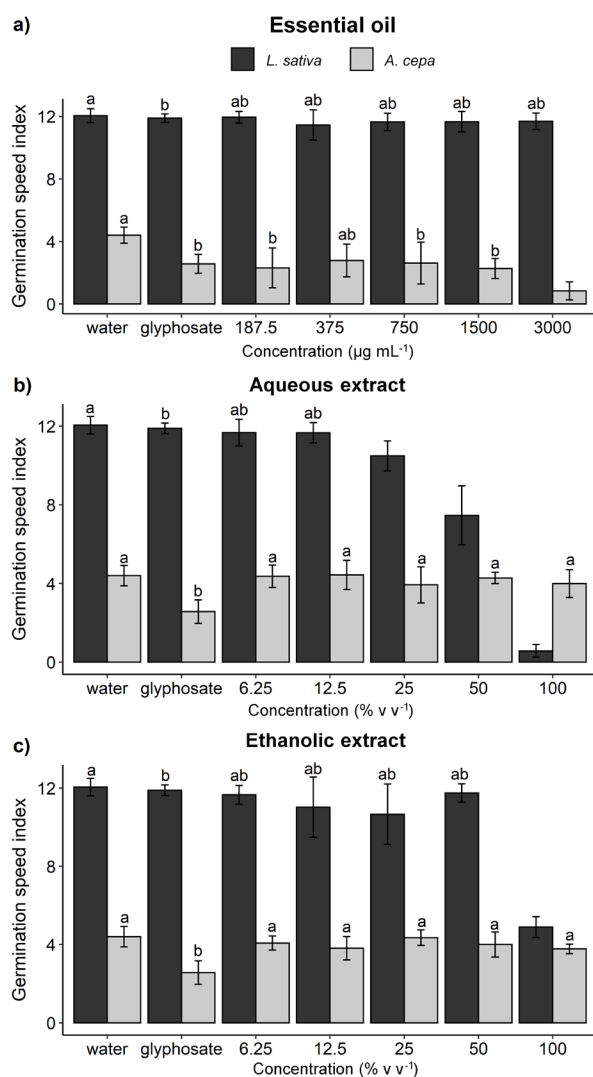 a)
Essential oil
L. sativa A. cepa
a b ab ab ab ab ab
a b b ab b b
Germination speed index
12
8
4
0
water glyphosate 187.5 375 750 1500 3000
Concentration (µg mL⁻¹)
b)
Aqueous extract
a b ab ab
a b a a a a a
Germination speed index
12
8
4
0
water glyphosate 6.25 12.5 25 50 100
Concentration (% v v⁻¹)
c)
Ethanolic extract
a b ab ab ab ab
a b a a a a a
Germination speed index
12
8
4
0
water glyphosate 6.25 12.5 25 50 100
Concentration (% v v⁻¹)